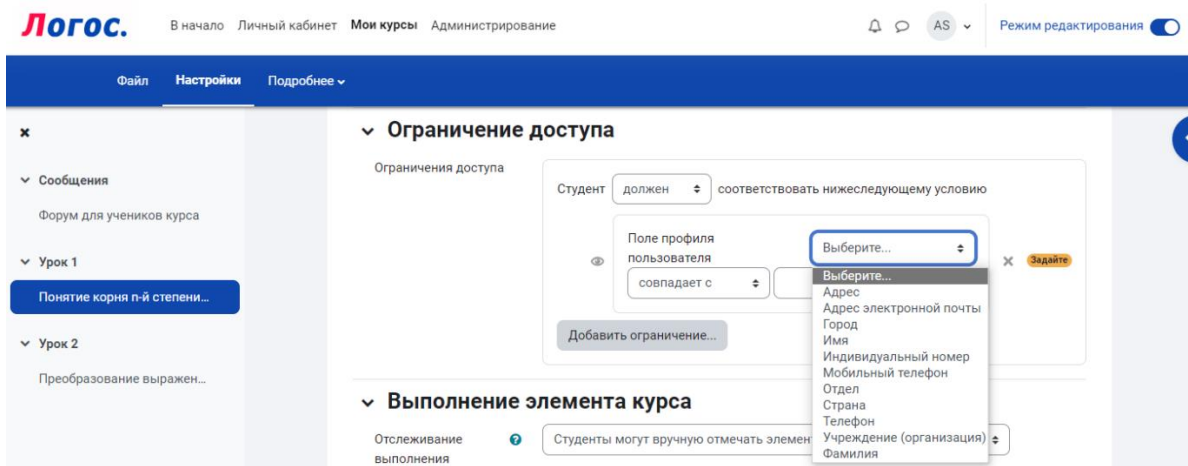 Логос.
В начало Личный кабинет Мои курсы Администрирование
AS
Режим редактирования
Файл Настройки Подробнее
Сообщения
Форум для учеников курса
Урок 1
Понятие корня n-й степени...
Урок 2
Преобразование выражен...
Ограничение доступа
Ограничения доступа
Студент должен соответствовать нижеследующему условию
Поле профиля
пользователя
Выберите...
Задайте
совпадает с
Выберите...
Адрес
Адрес электронной почты
Город
Имя
Индивидуальный номер
Мобильный телефон
Отдел
Страна
Телефон
Учреждение (организация)
Фамилия
Добавить ограничение...
Выполнение элемента курса
Отслеживание
выполнения
?
Студенты могут вручную отмечать элемен